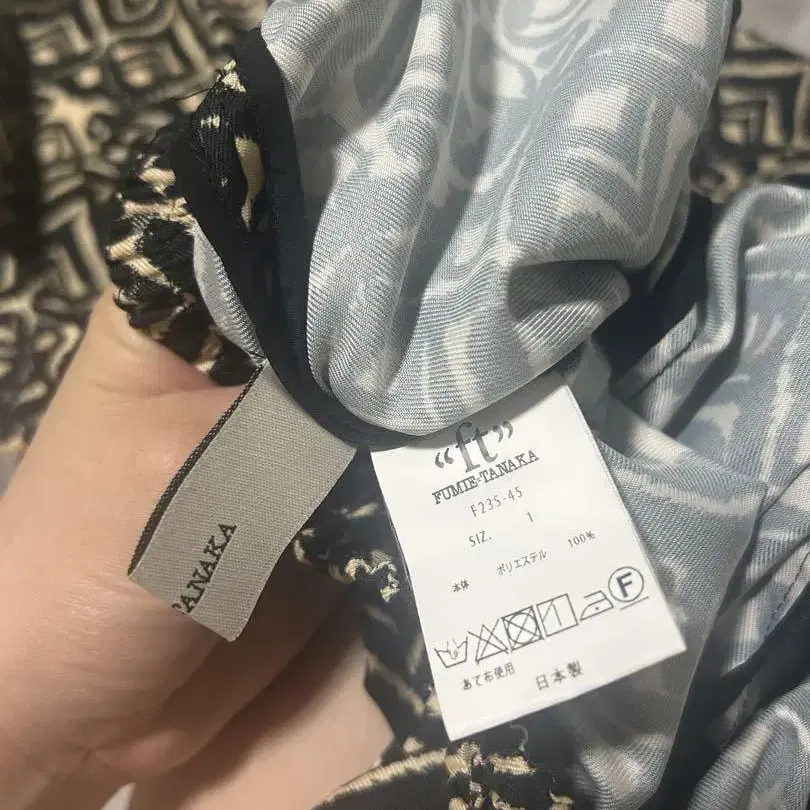 TANAKA
“ft”
FUMIE=TANAKA
F23S-45
SIZ. 1
本体 ポリエステル 100%
F
あて布使用
日本製